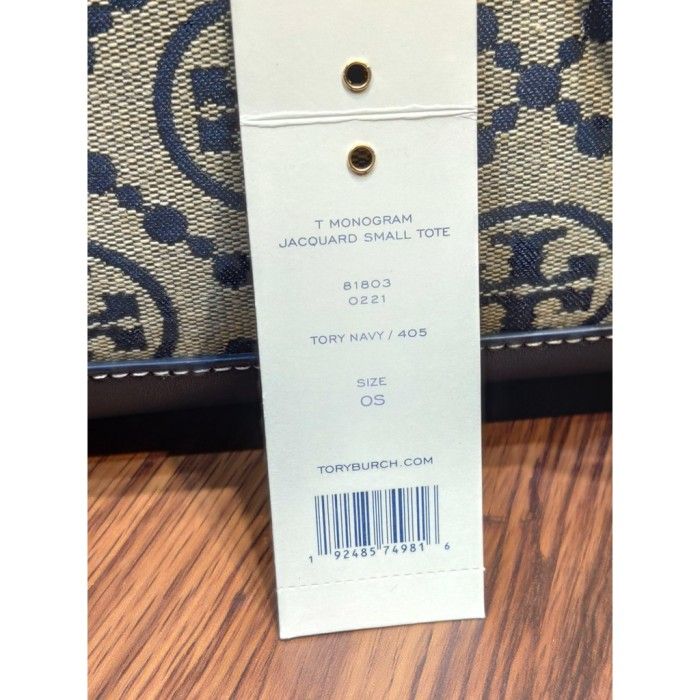 T MONOGRAM
JACQUARD SMALL TOTE
81803
0221
TORY NAVY / 405
SIZE
OS
TORYBURCH.COM
1 92485 74981 6